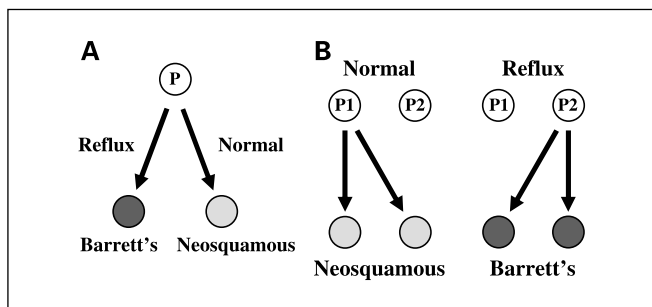 A
P
Reflux
Normal
Barrett's
Neosquamous
B
Normal
Reflux
P1
P2
P1
P2
Neosquamous
Barrett's